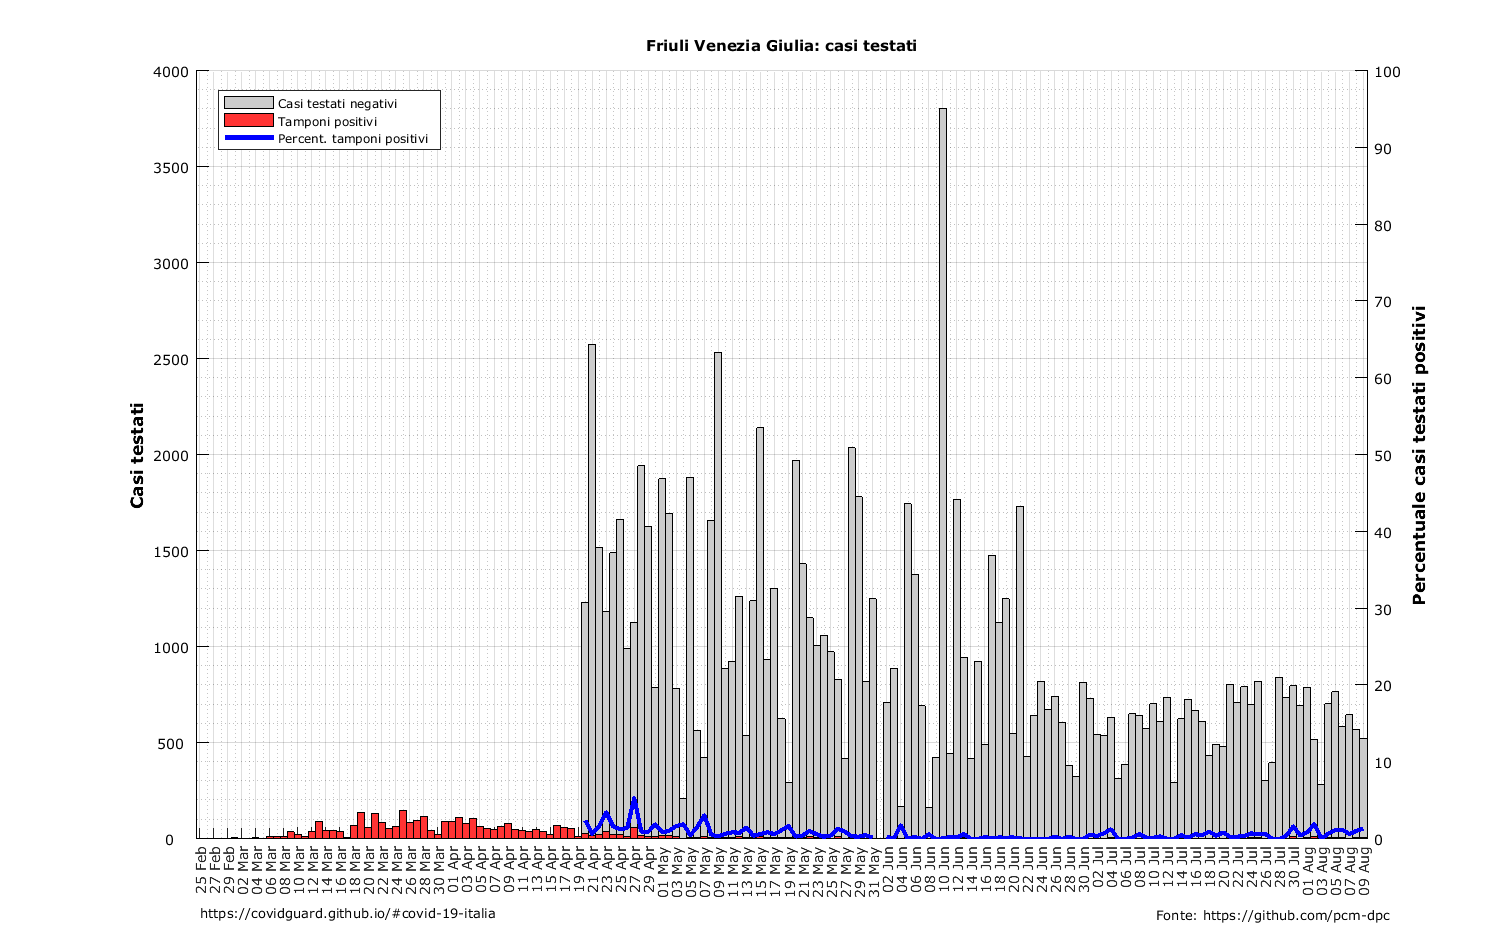 Friuli Venezia Giulia: casi testati
Casi testati negativi
Tamponi positivi
Percent. tamponi positivi
Casi testati
4000
3500
3000
2500
2000
1500
1000
500
0
100
90
80
70
60
50
40
30
20
10
0
Percentuale casi testati positivi
25 Feb
27 Feb
29 Feb
02 Mar
04 Mar
06 Mar
08 Mar
10 Mar
12 Mar
14 Mar
16 Mar
18 Mar
20 Mar
22 Mar
24 Mar
26 Mar
28 Mar
30 Mar
01 Apr
03 Apr
05 Apr
07 Apr
09 Apr
11 Apr
13 Apr
15 Apr
17 Apr
19 Apr
21 Apr
23 Apr
25 Apr
27 Apr
29 Apr
01 May
03 May
05 May
07 May
09 May
11 May
13 May
15 May
17 May
19 May
21 May
23 May
25 May
27 May
29 May
31 May
02 Jun
04 Jun
06 Jun
08 Jun
10 Jun
12 Jun
14 Jun
16 Jun
18 Jun
20 Jun
22 Jun
24 Jun
26 Jun
28 Jun
30 Jun
02 Jul
04 Jul
06 Jul
08 Jul
10 Jul
12 Jul
14 Jul
16 Jul
18 Jul
20 Jul
22 Jul
24 Jul
26 Jul
28 Jul
30 Jul
01 Aug
03 Aug
05 Aug
07 Aug
09 Aug
https://covidguard.github.io/#covid-19-italia
Fonte: https://github.com/pcm-dpc